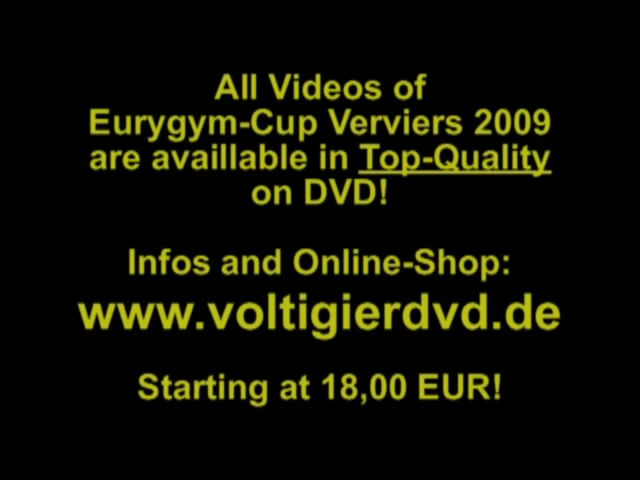 All Videos of
Eurygym-Cup Verviers 2009
are availlable in Top-Quality
on DVD!
Infos and Online-Shop:
www.voltigierdvd.de
Starting at 18,00 EUR!